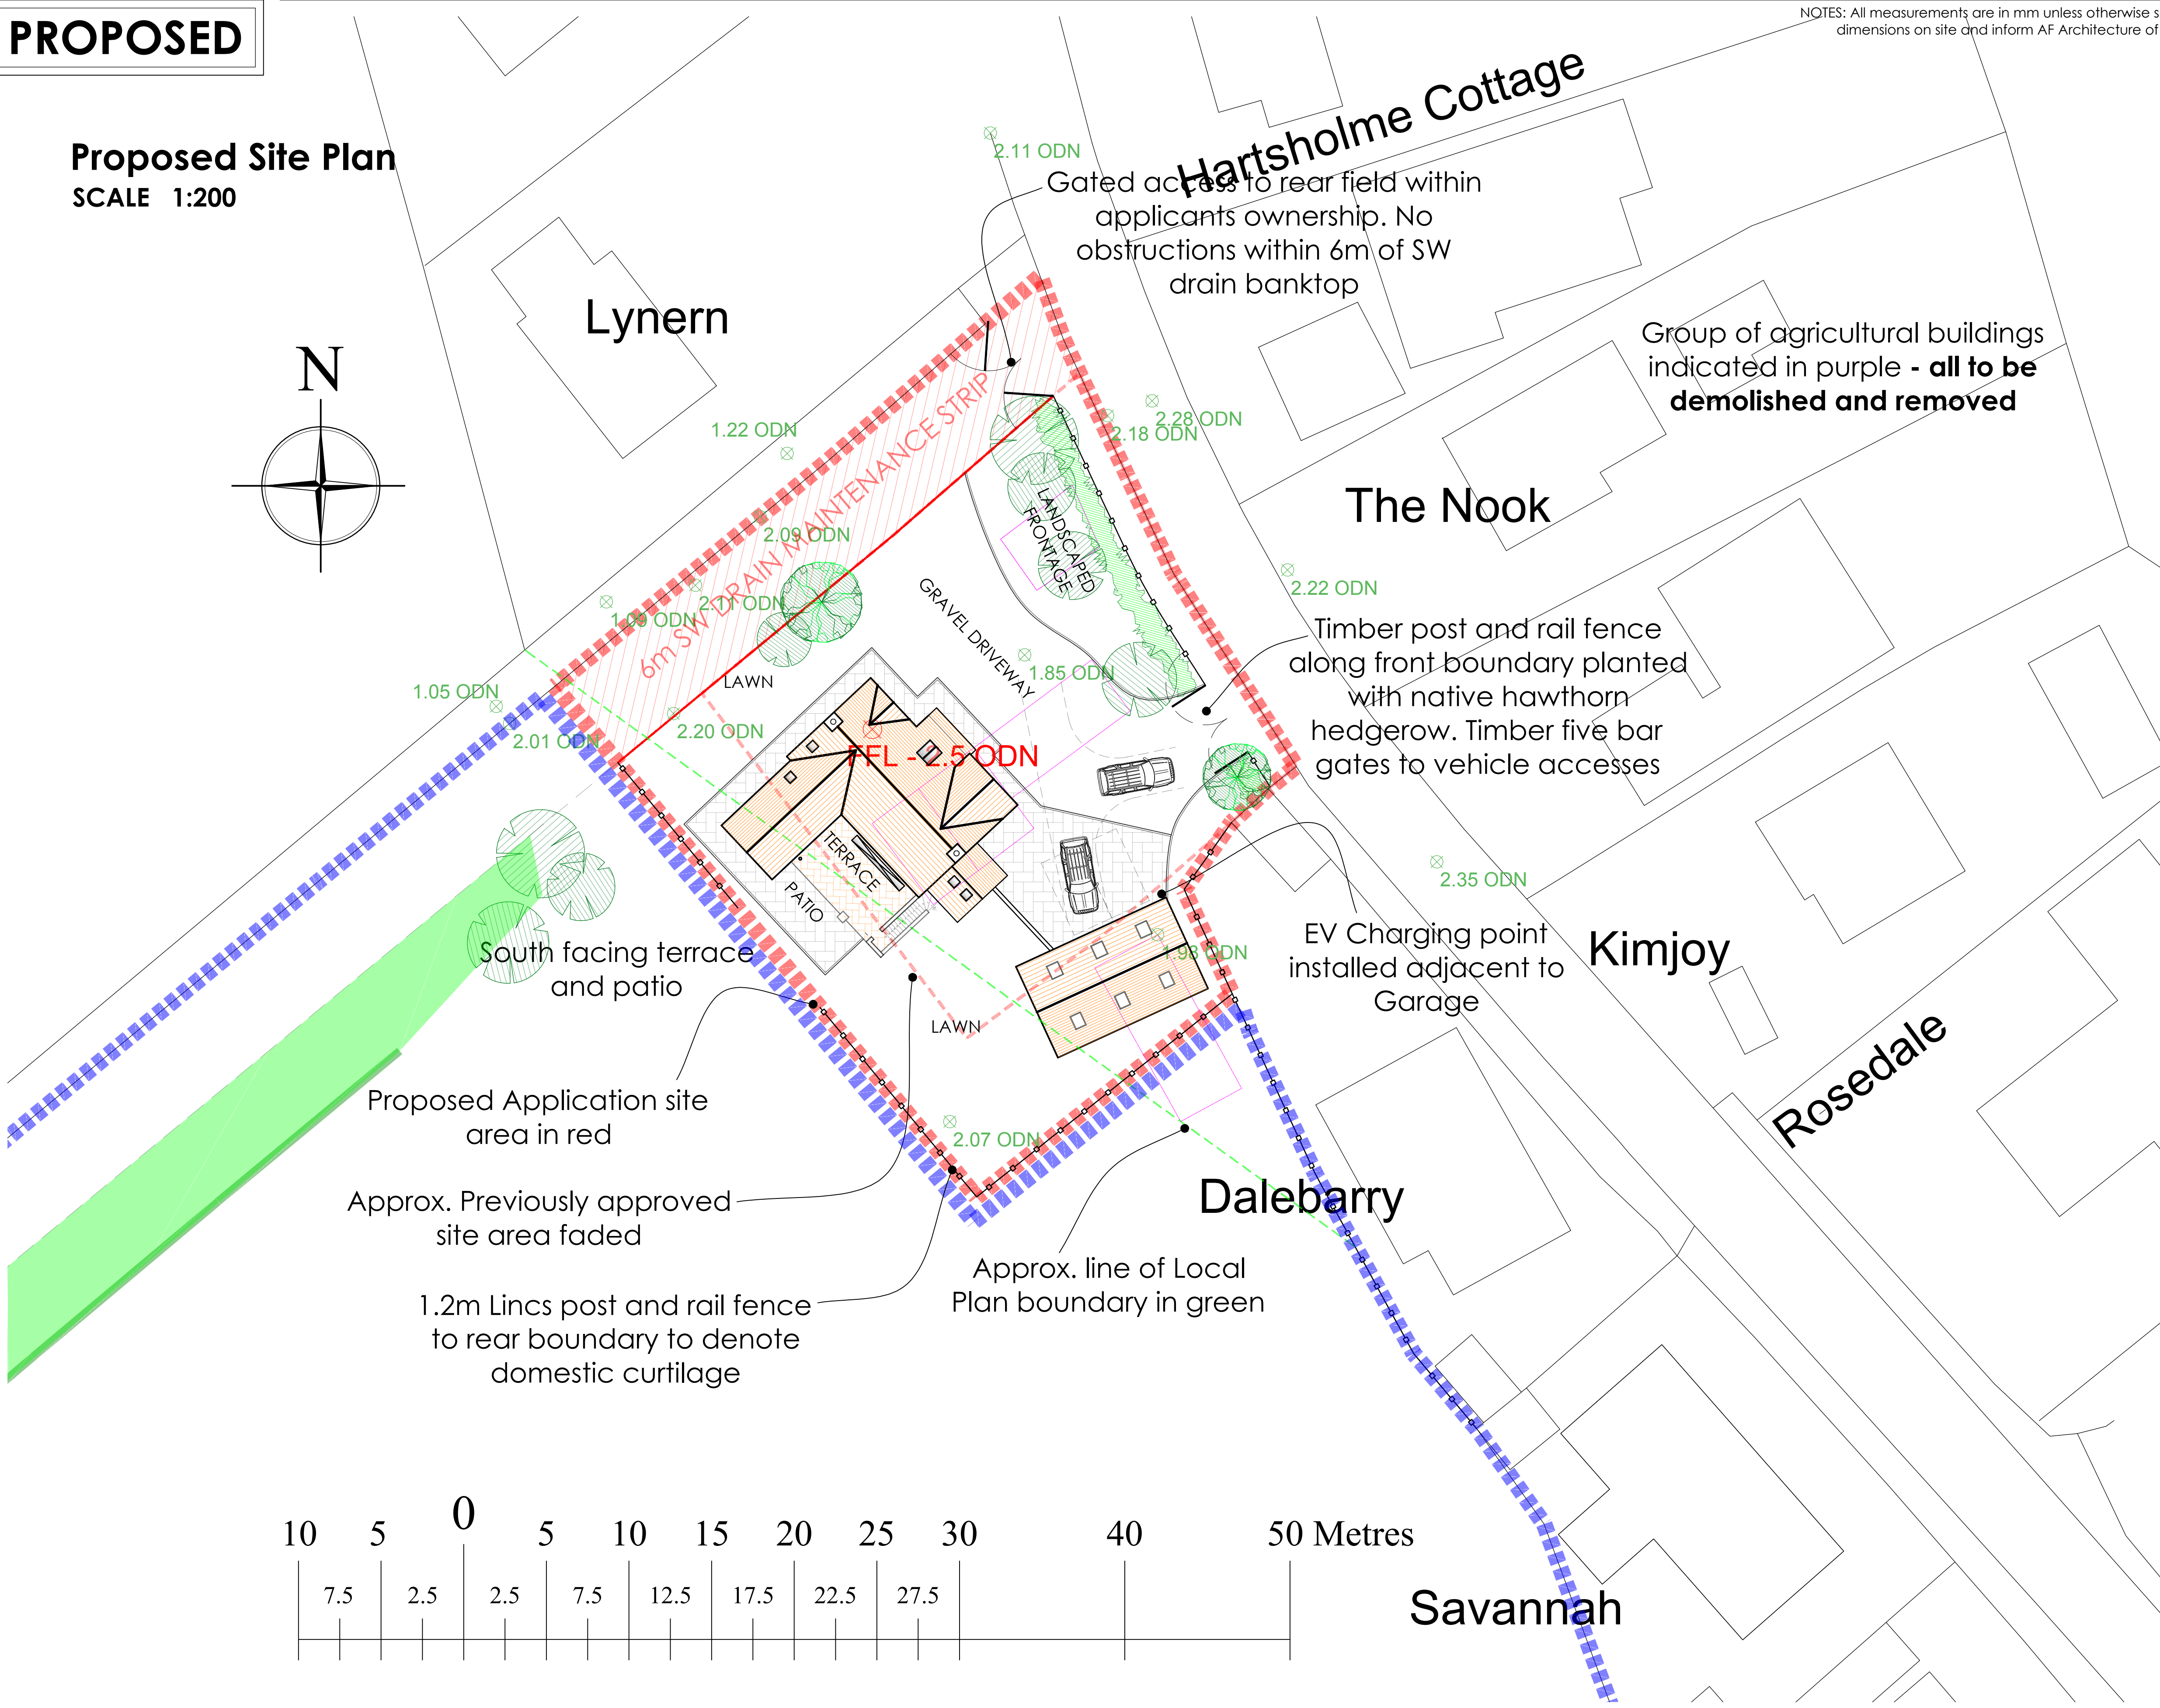 PROPOSED
NOTES: All measurements are in mm unless otherwise s
dimensions on site and inform AF Architecture of
Proposed Site Plan
SCALE 1:200
N
Hartsholme Cottage
2.11 ODN
Gated access to rear field within
applicants ownership. No
obstructions within 6m of SW
drain banktop
Lynern
Group of agricultural buildings
indicated in purple - all to be
demolished and removed
1.22 ODN
2.28 ODN
2.18 ODN
6m SW DRAIN MAINTENANCE STRIP
The Nook
LANDSCAPED
FRONTAGE
2.09 ODN
2.11 ODN
1.09 ODN
2.22 ODN
GRAVEL DRIVEWAY
Timber post and rail fence
along front boundary planted
with native hawthorn
hedgerow. Timber five bar
gates to vehicle accesses
1.85 ODN
LAWN
1.05 ODN
2.01 ODN
2.20 ODN
FFL - 2.5 ODN
TERRACE
PATIO
2.35 ODN
South facing terrace
and patio
1.93 ODN
EV Charging point
installed adjacent to
Garage
Kimjoy
LAWN
Rosedale
Proposed Application site
area in red
2.07 ODN
Approx. Previously approved
site area faded
Dalebarry
Approx. line of Local
Plan boundary in green
1.2m Lincs post and rail fence
to rear boundary to denote
domestic curtilage
10 5 0 5 10 15 20 25 30 40 50 Metres
7.5 2.5 2.5 7.5 12.5 17.5 22.5 27.5
Savannah